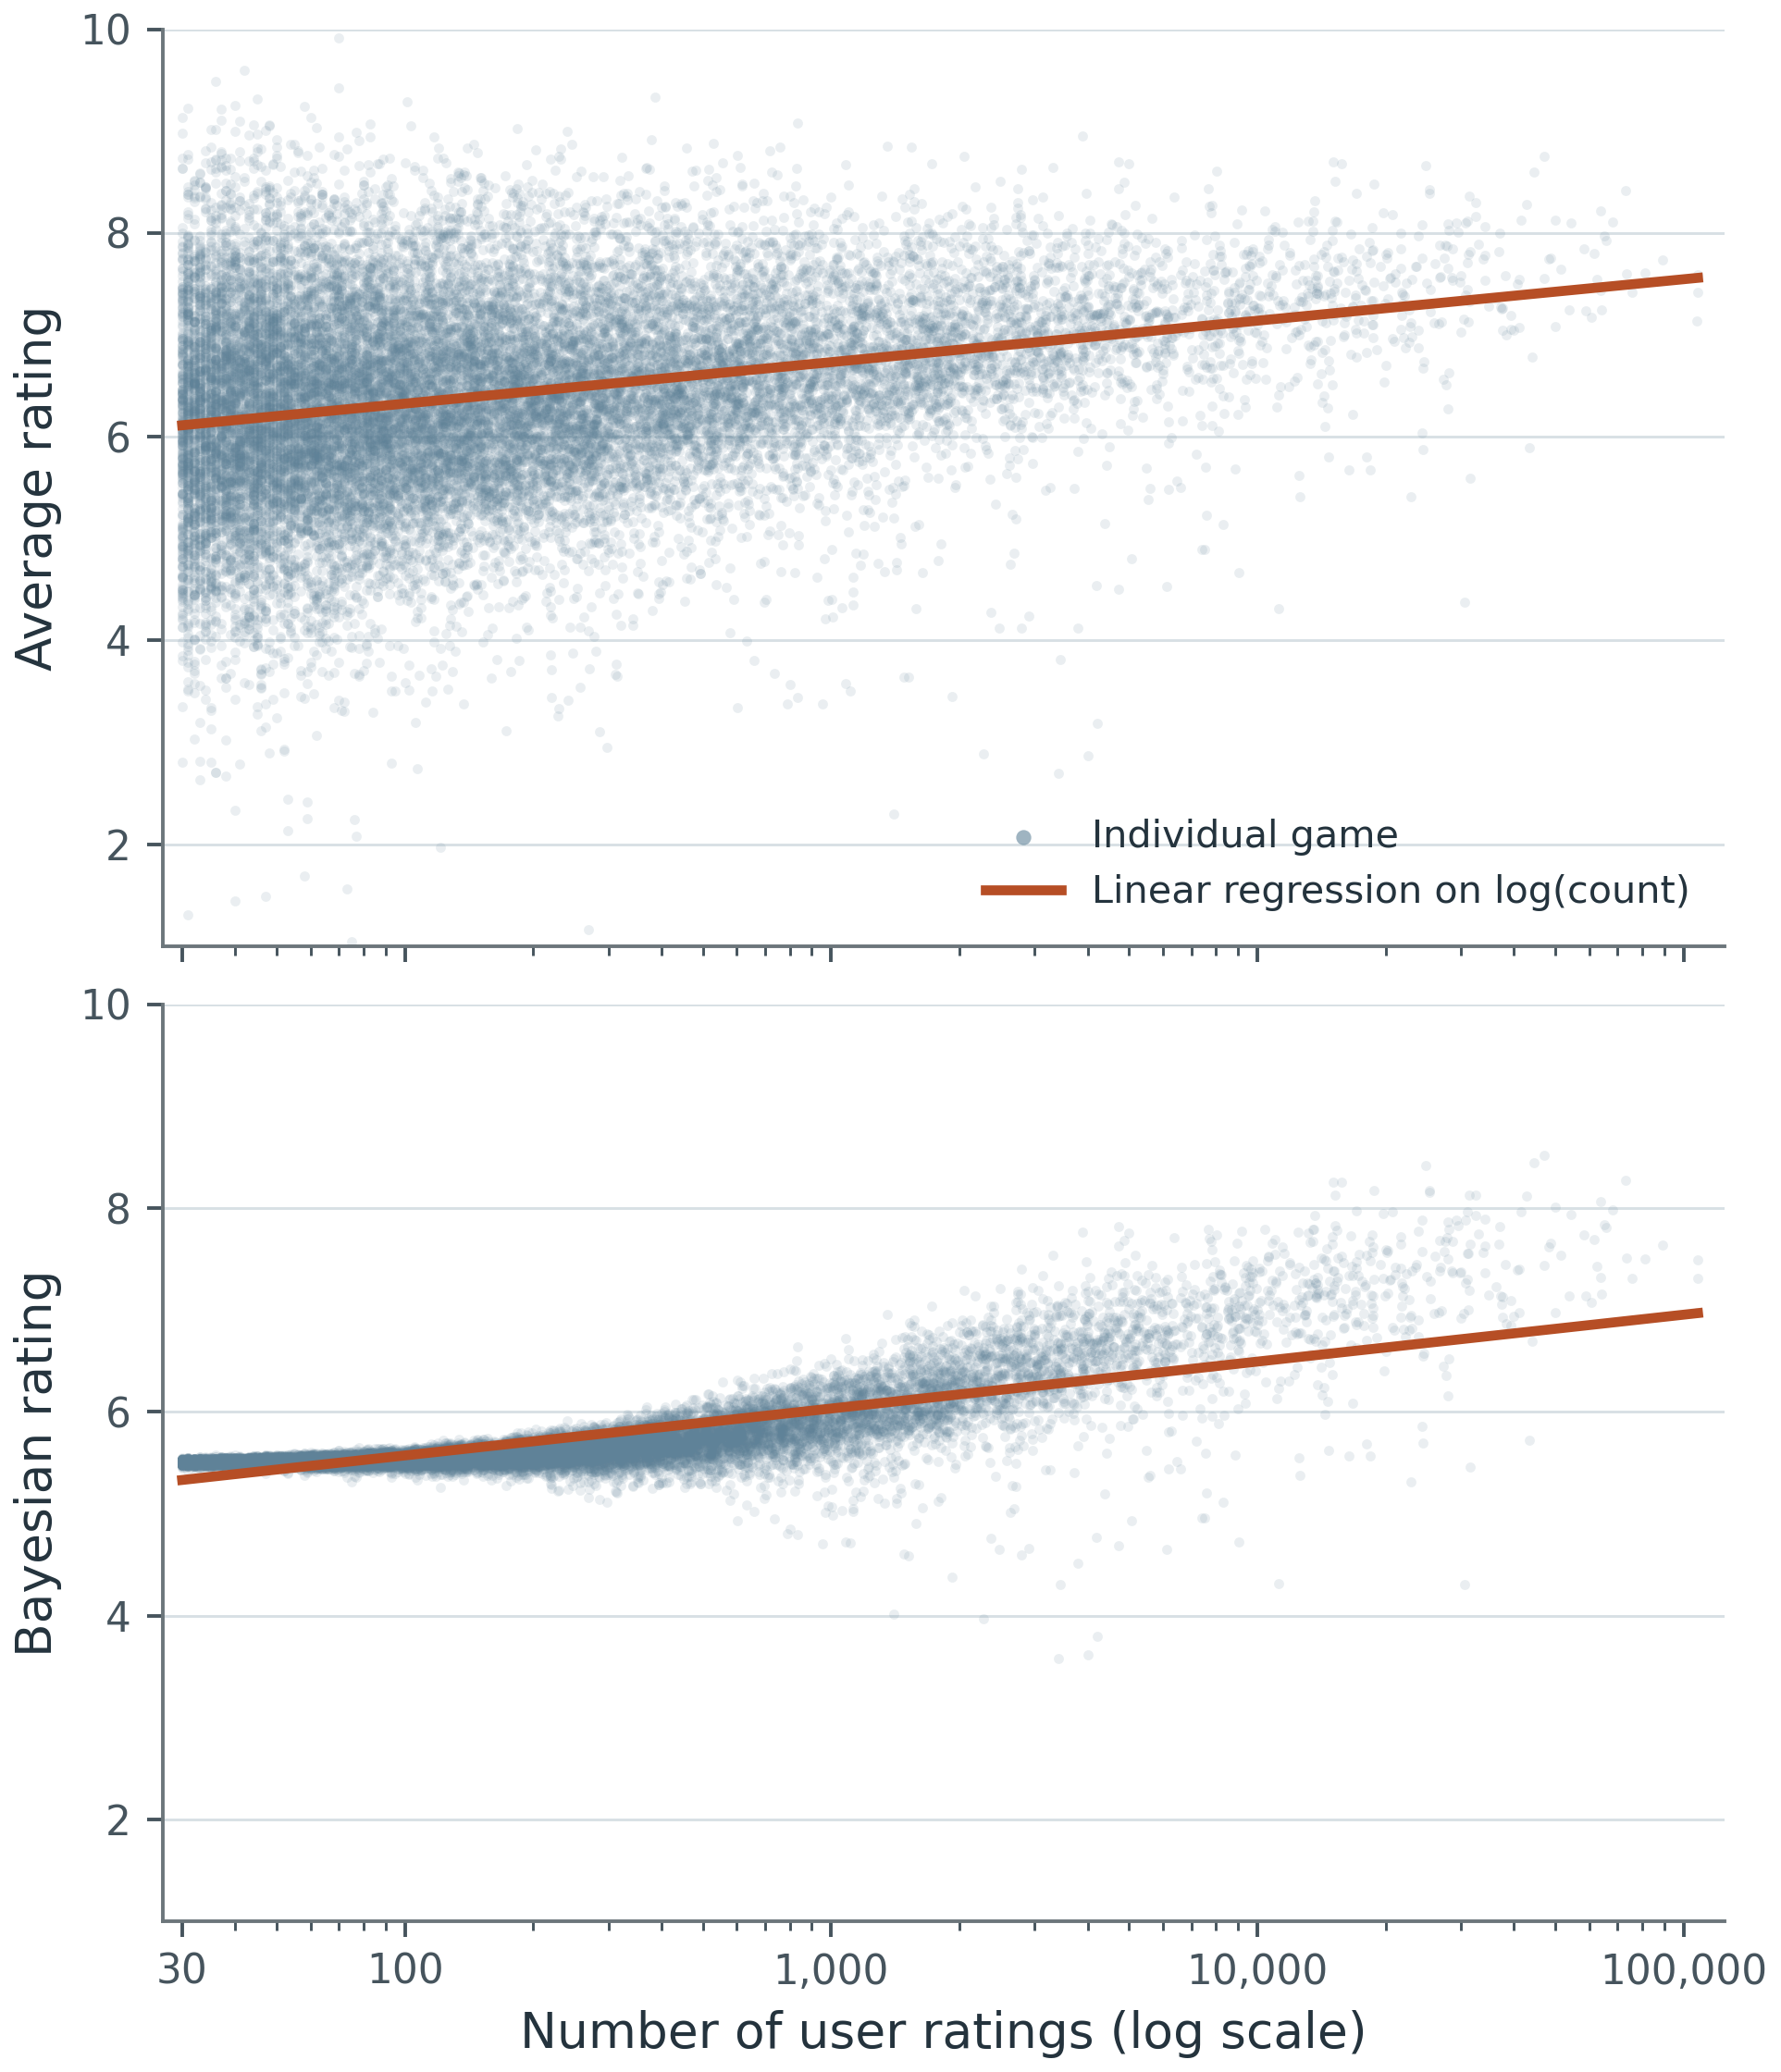 10
8
6
4
2
Average rating
Individual game
Linear regression on log(count)
10
8
6
4
2
Bayesian rating
30 100 1,000 10,000 100,000
Number of user ratings (log scale)